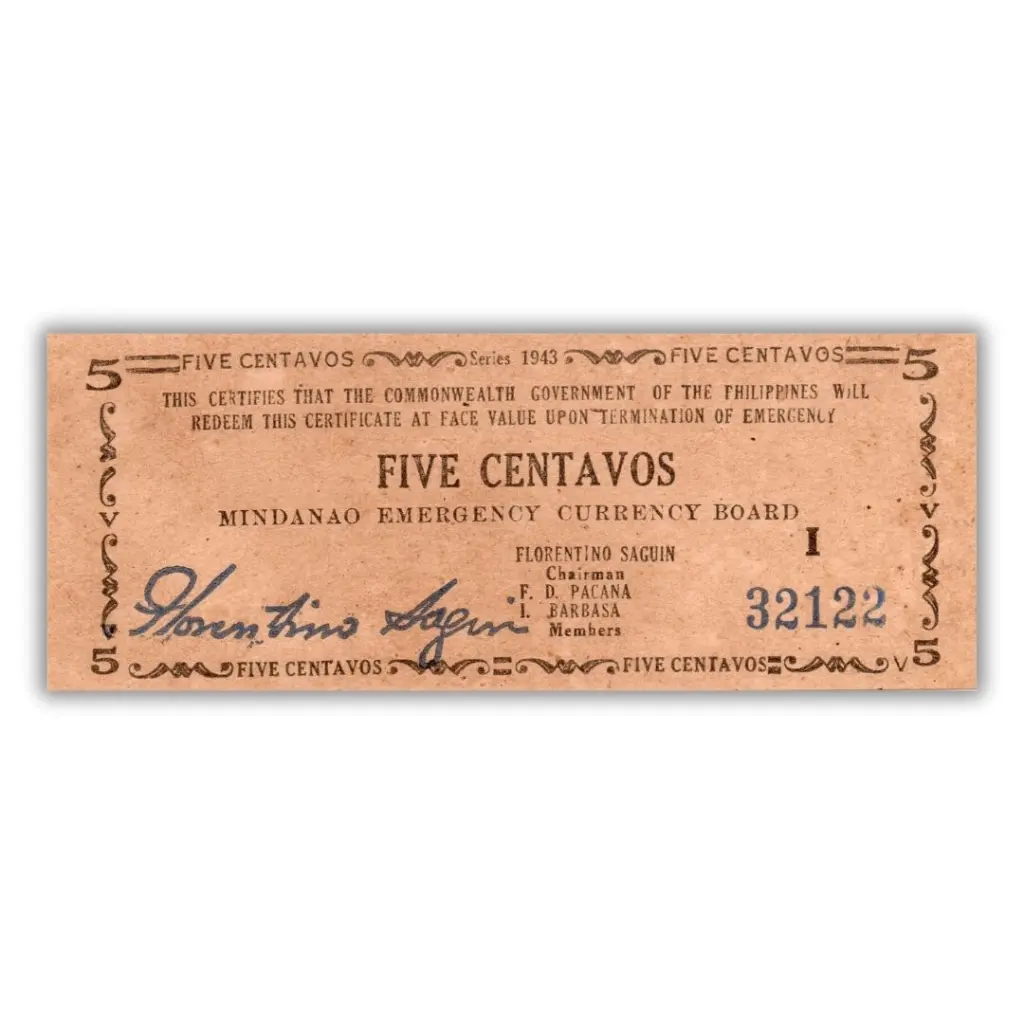 5 FIVE CENTAVOS Series 1943 FIVE CENTAVOS 5
THIS CERTIFIES THAT THE COMMONWEALTH GOVERNMENT OF THE PHILIPPINES WILL
REDEEM THIS CERTIFICATE AT FACE VALUE UPON TERMINATION OF EMERGENCY
FIVE CENTAVOS
MINDANAO EMERGENCY CURRENCY BOARD
I
FLORENTINO SAGUIN
Chairman
F. D. PACANA
I. BARBASA
Members
Florentino Saguin
32122
5 FIVE CENTAVOS FIVE CENTAVOS 5